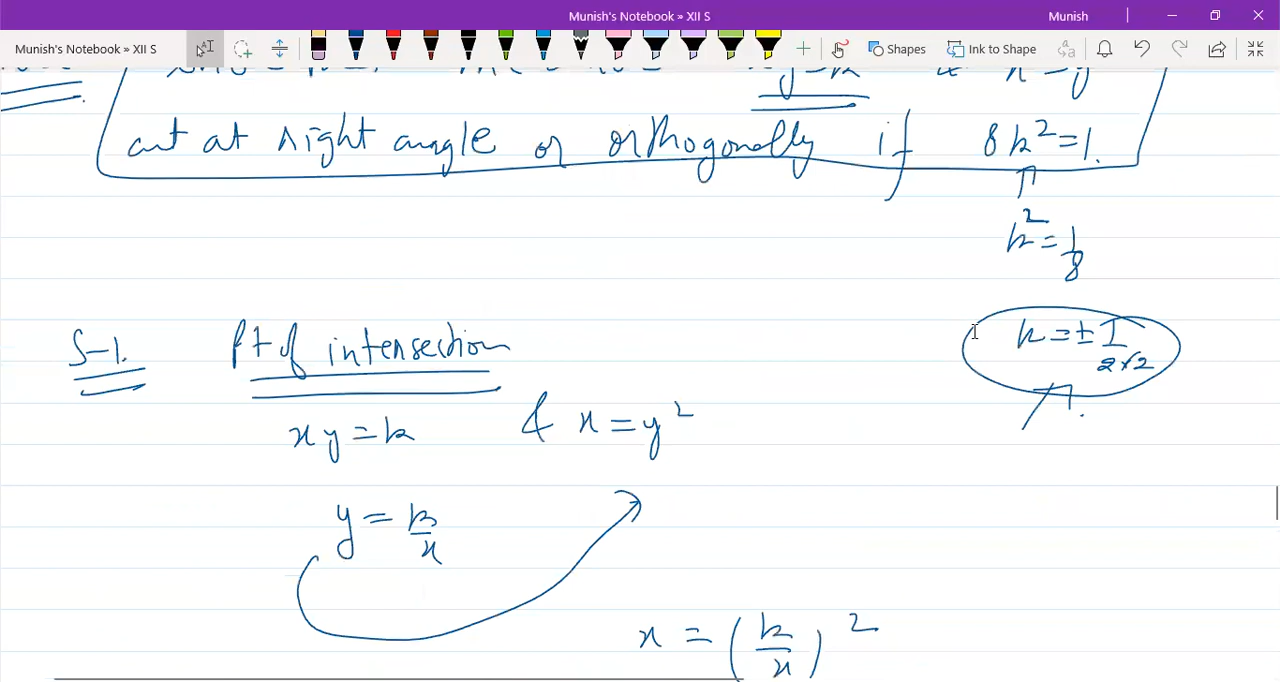 Munish's Notebook » XII S
Munish
Munish's Notebook » XII S
Shapes
Ink to Shape
xy=k & x=y
cut at right angle or orthogonally if 8k²=1.
k²=1/8
S-1. Pt of intersection
k=±1/2√2
xy=k & x=y²
y=k/x
x=(k/x)²